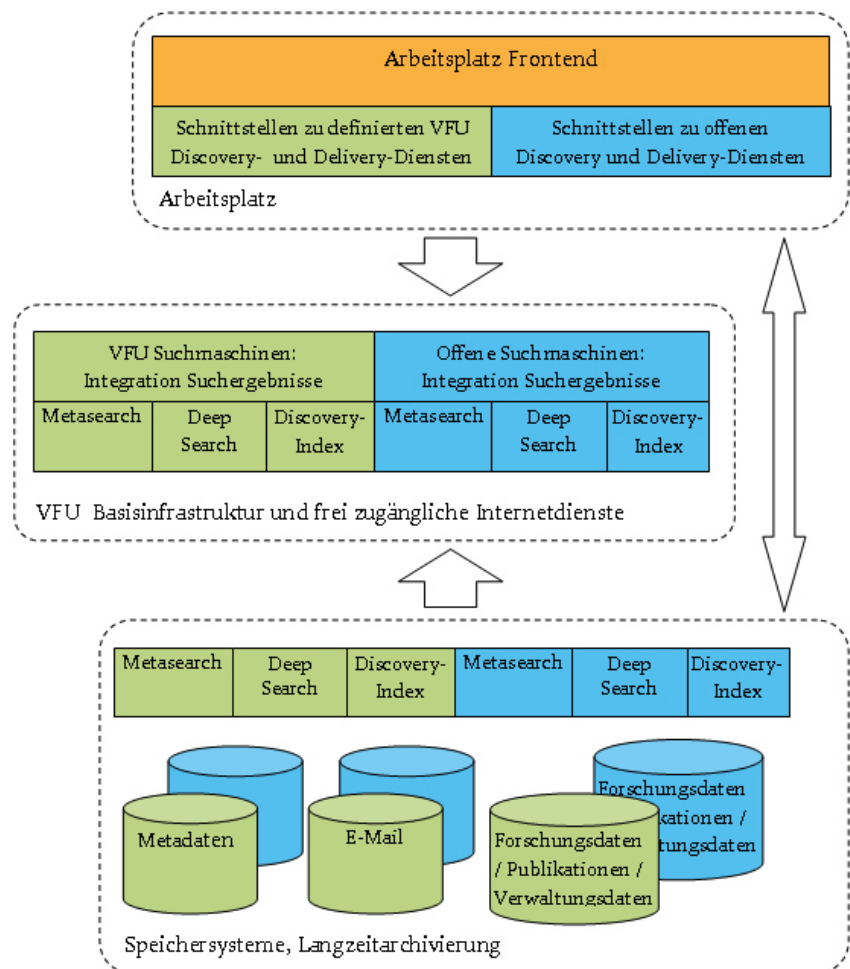 Arbeitsplatz Frontend
Schnittstellen zu definierten VFU
Discovery- und Delivery-Diensten
Schnittstellen zu offenen
Discovery und Delivery-Diensten
Arbeitsplatz
VFU Suchmaschinen:
Integration Suchergebnisse
Offene Suchmaschinen:
Integration Suchergebnisse
Metasearch
Deep
Search
Discovery-
Index
Metasearch
Deep
Search
Discovery-
Index
VFU Basisinfrastruktur und frei zugängliche Internetdienste
Metasearch
Deep
Search
Discovery-
Index
Metasearch
Deep
Search
Discovery-
Index
Metadaten
E-Mail
Forschungsdaten
/ Publikationen /
Verwaltungsdaten
Forschungsdaten
Speichersysteme, Langzeitarchivierung